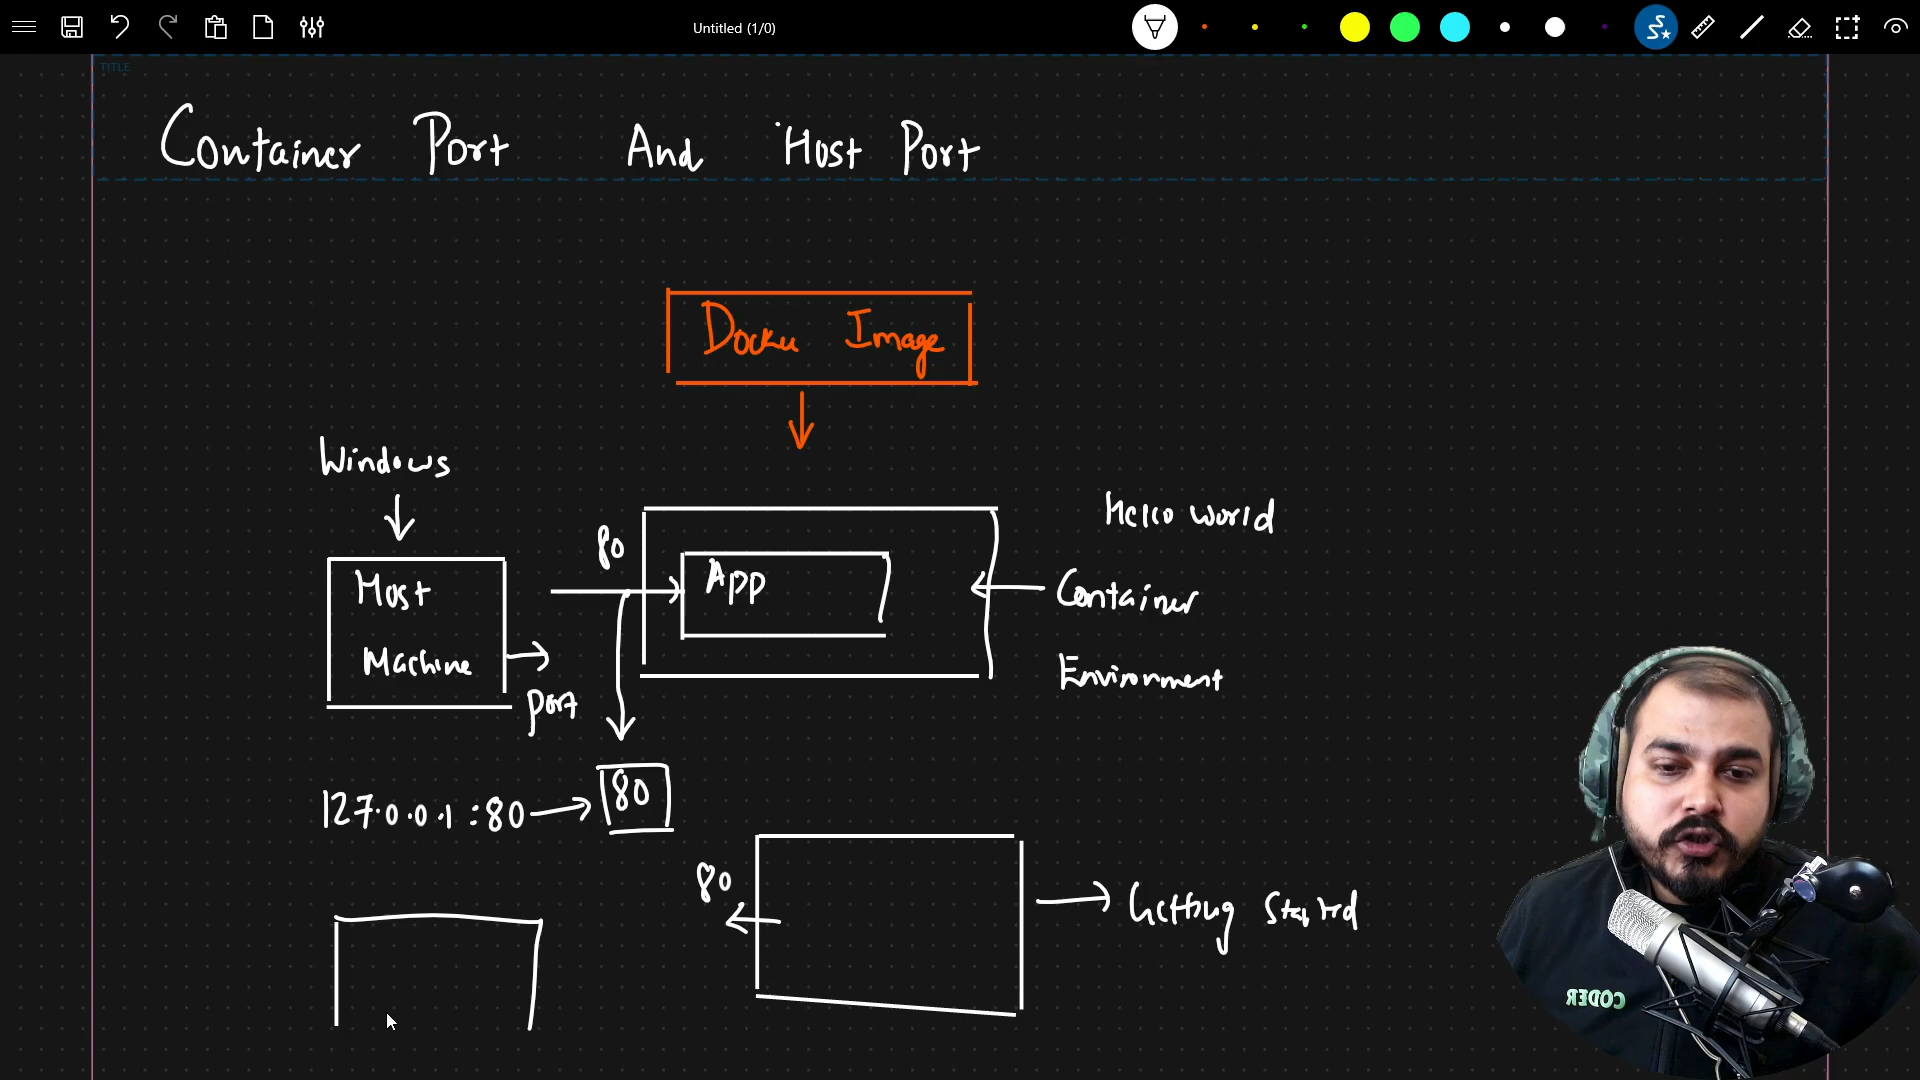 Untitled (1/0)
TITLE
Container Port And Host Port
Docker Image
Windows
80
Hello World
App
Host
Machine
Container
Environment
Port
127.0.0.1 :80
80
80
Getting Started
CODER